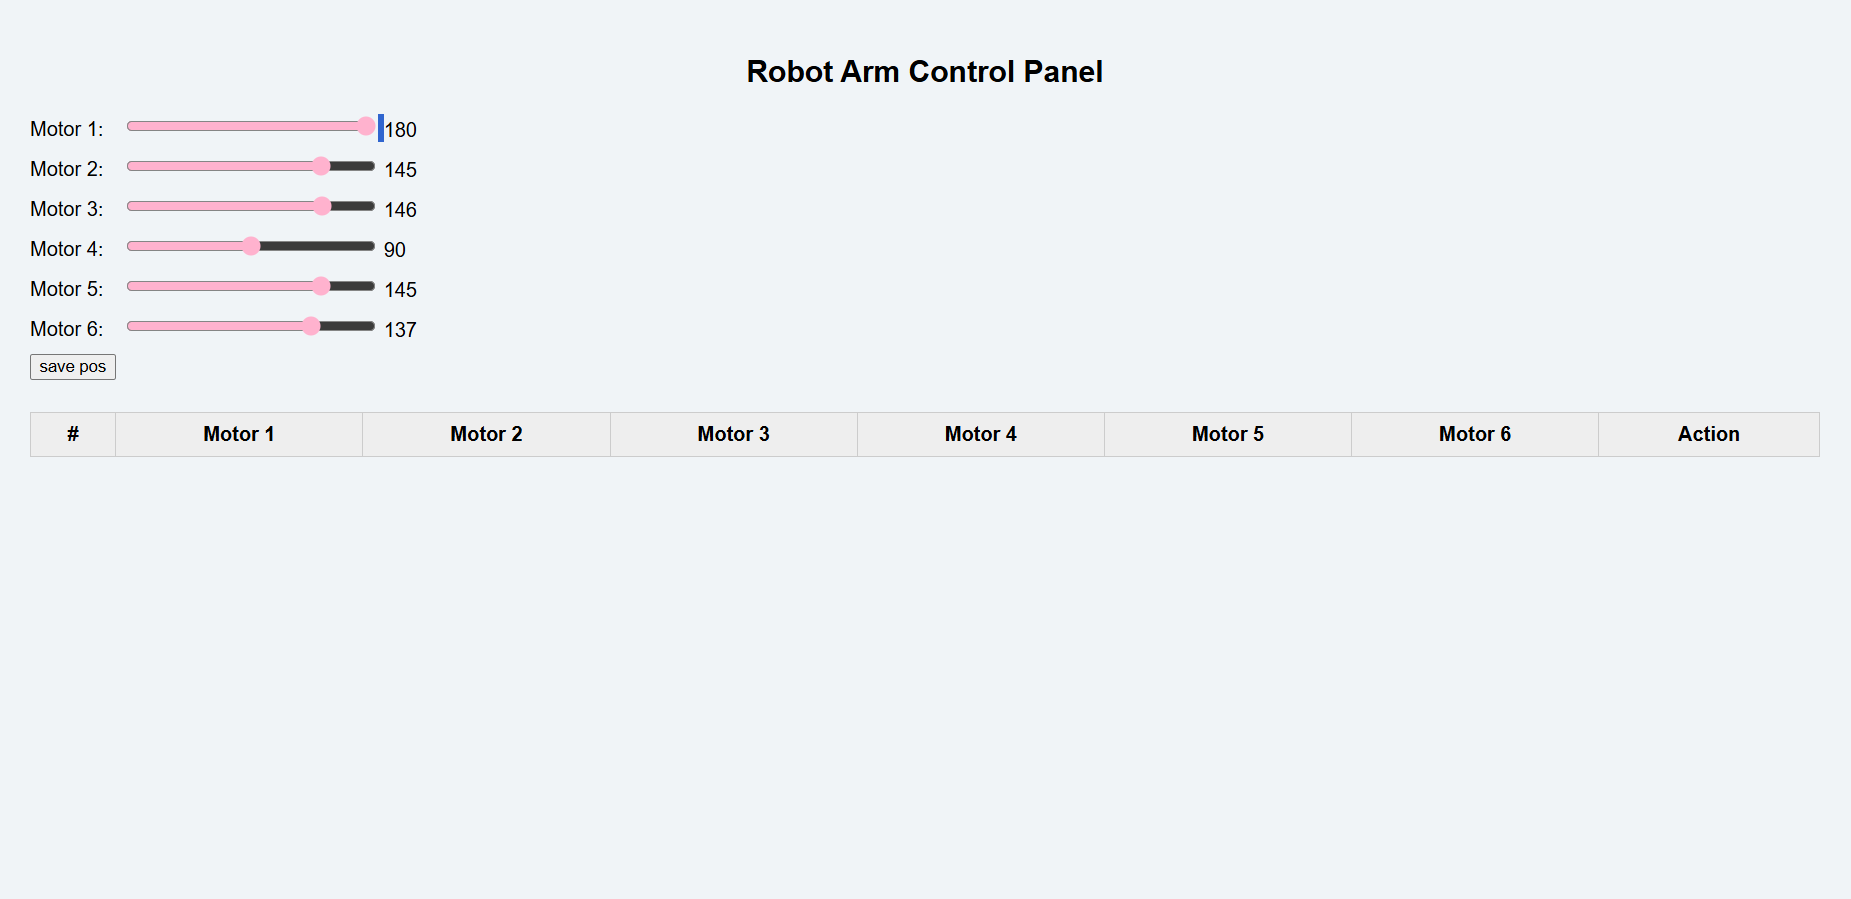 Robot Arm Control Panel
Motor 1: 180
Motor 2: 145
Motor 3: 146
Motor 4: 90
Motor 5: 145
Motor 6: 137
save pos
# Motor 1 Motor 2 Motor 3 Motor 4 Motor 5 Motor 6 Action